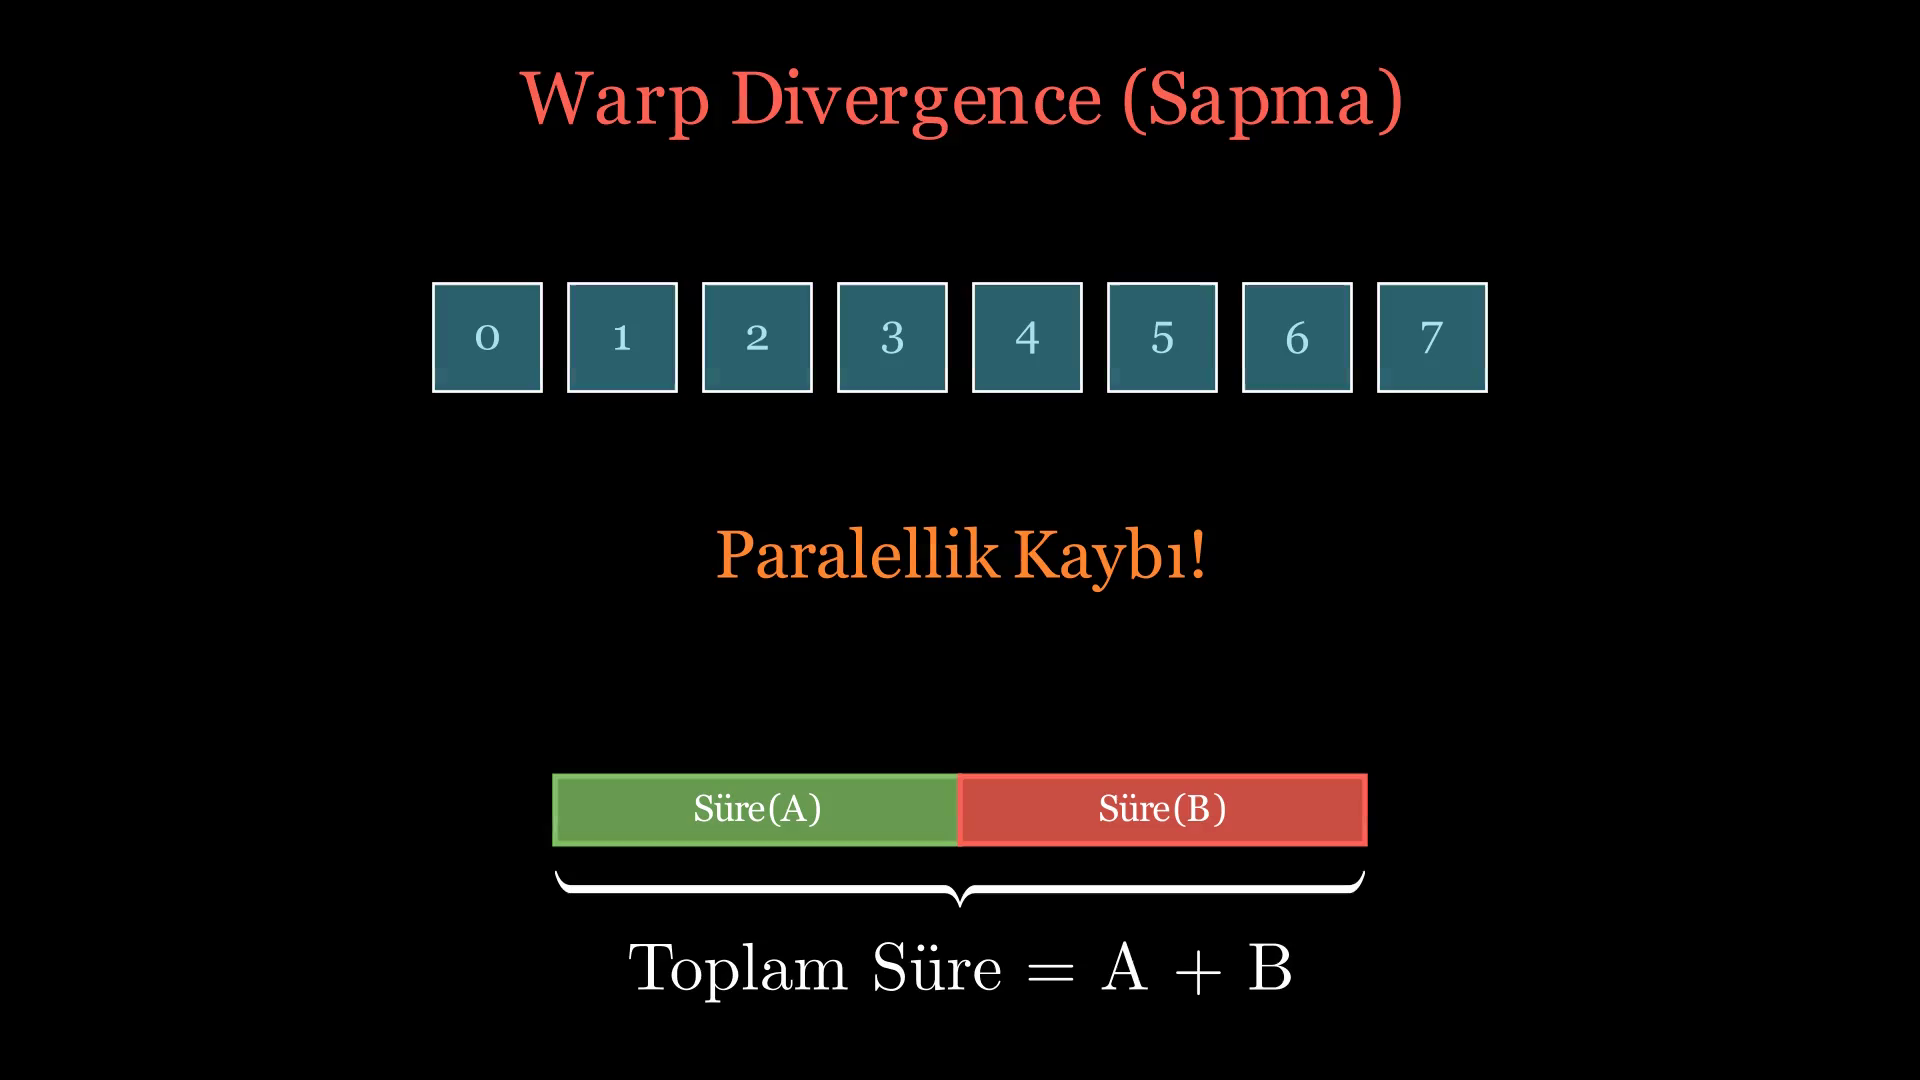 Warp Divergence (Sapma)
0 1 2 3 4 5 6 7
Paralellik Kaybı!
Süre(A) Süre(B)
Toplam Süre = A + B